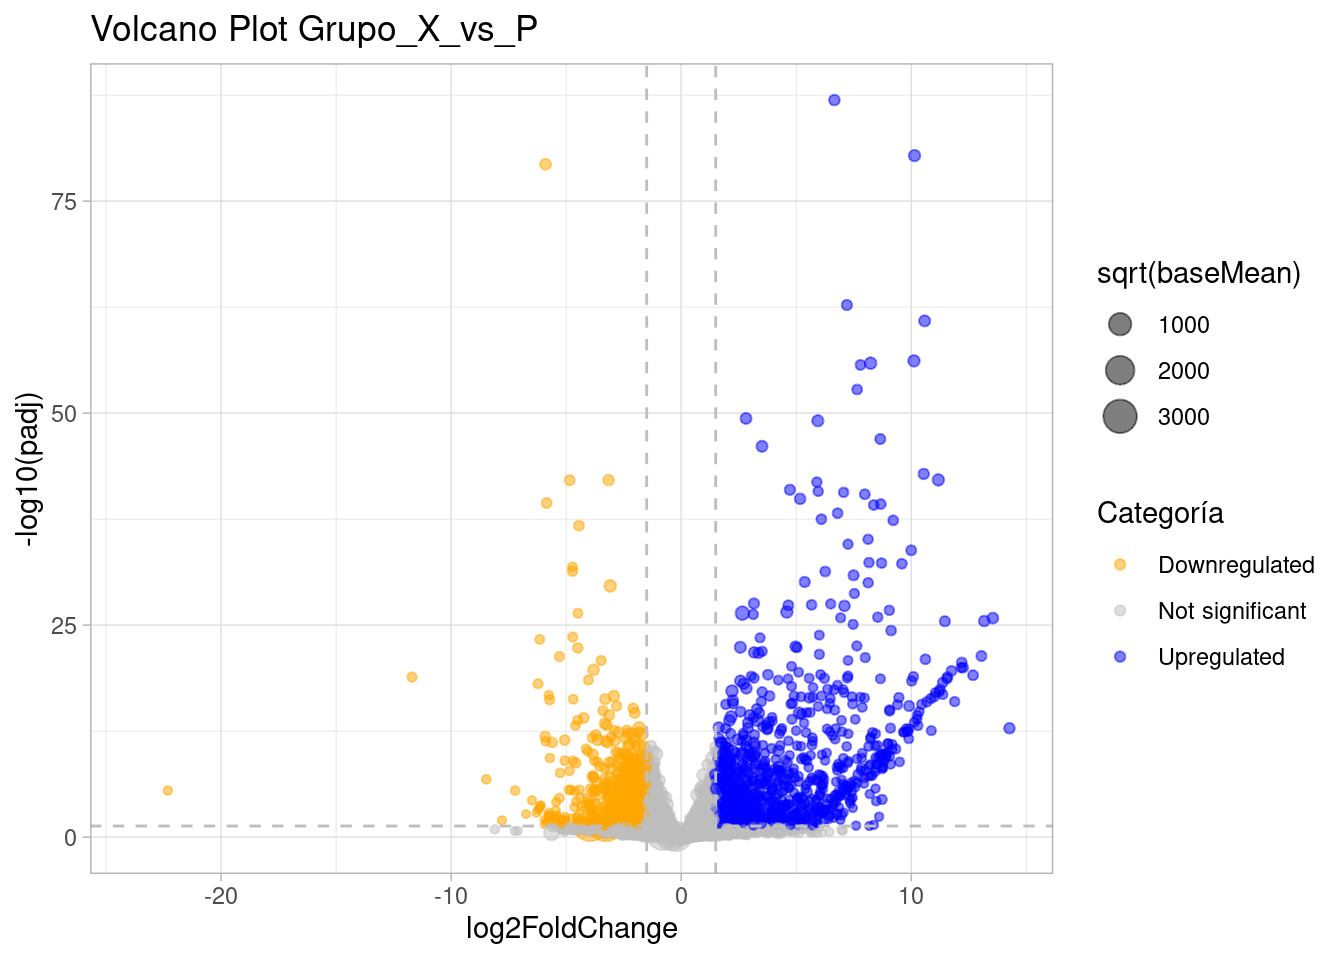 Volcano Plot Grupo_X_vs_P
-log10(padj)
75
50
25
0
-20
-10
0
10
log2FoldChange
sqrt(baseMean)
1000
2000
3000
Categoría
Downregulated
Not significant
Upregulated